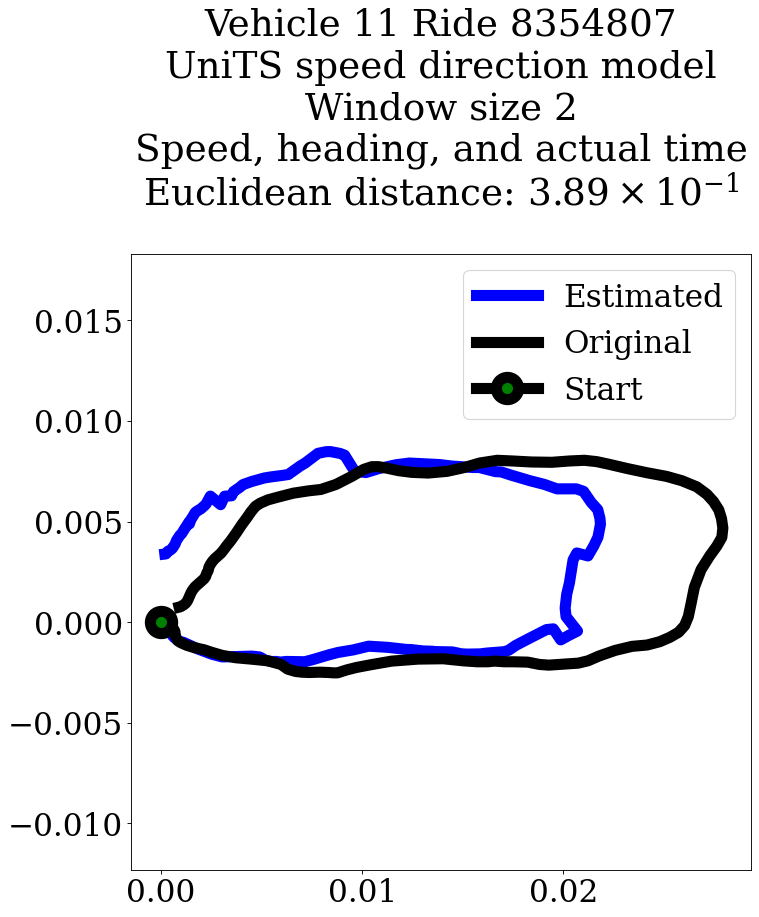 Vehicle 11 Ride 8354807
UniTS speed direction model
Window size 2
Speed, heading, and actual time
Euclidean distance: 3.89 × 10⁻¹
Estimated
Original
Start
0.015
0.010
0.005
0.000
−0.005
−0.010
0.00 0.01 0.02